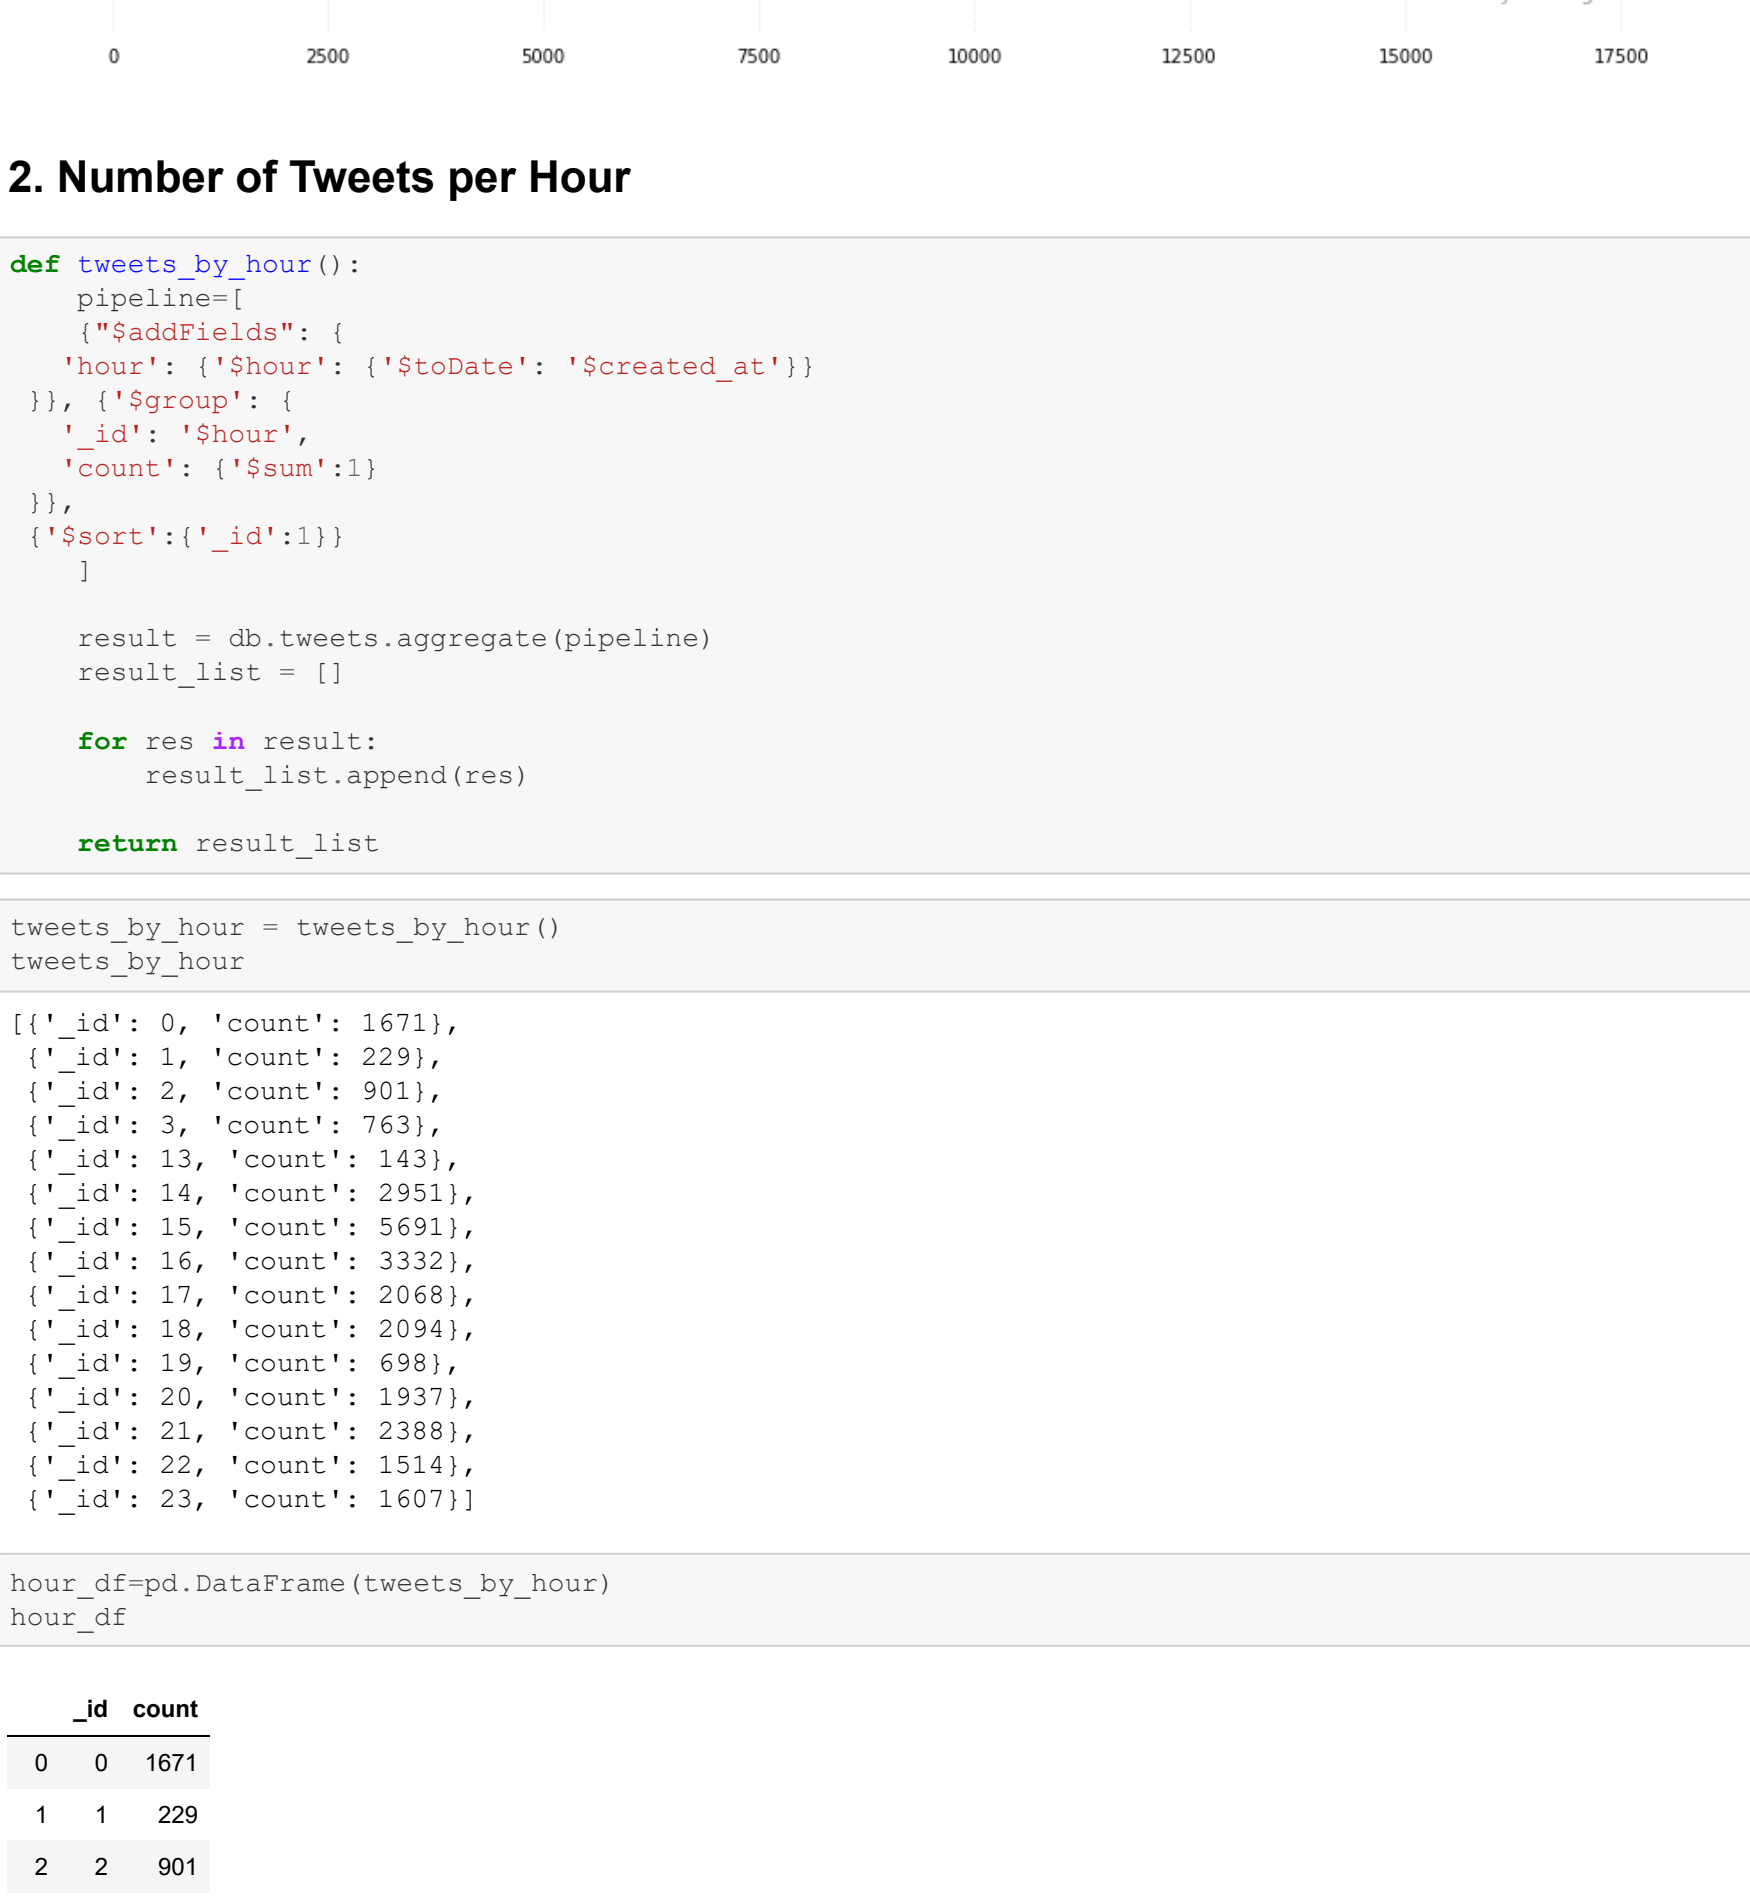 0 2500 5000 7500 10000 12500 15000 17500
2. Number of Tweets per Hour
def tweets_by_hour():
    pipeline=[
    {"$addFields": {
   'hour': {'$hour': {'$toDate': '$created_at'}}
 }}, {'$group': {
   '_id': '$hour',
   'count': {'$sum':1}
 }},
 {'$sort':{'_id':1}}
    ]
    result = db.tweets.aggregate(pipeline)
    result_list = []
    for res in result:
        result_list.append(res)
    return result_list
tweets_by_hour = tweets_by_hour()
tweets_by_hour
[{'_id': 0, 'count': 1671},
 {'_id': 1, 'count': 229},
 {'_id': 2, 'count': 901},
 {'_id': 3, 'count': 763},
 {'_id': 13, 'count': 143},
 {'_id': 14, 'count': 2951},
 {'_id': 15, 'count': 5691},
 {'_id': 16, 'count': 3332},
 {'_id': 17, 'count': 2068},
 {'_id': 18, 'count': 2094},
 {'_id': 19, 'count': 698},
 {'_id': 20, 'count': 1937},
 {'_id': 21, 'count': 2388},
 {'_id': 22, 'count': 1514},
 {'_id': 23, 'count': 1607}]
hour_df=pd.DataFrame(tweets_by_hour)
hour_df
_id count
0 0 1671
1 1 229
2 2 901